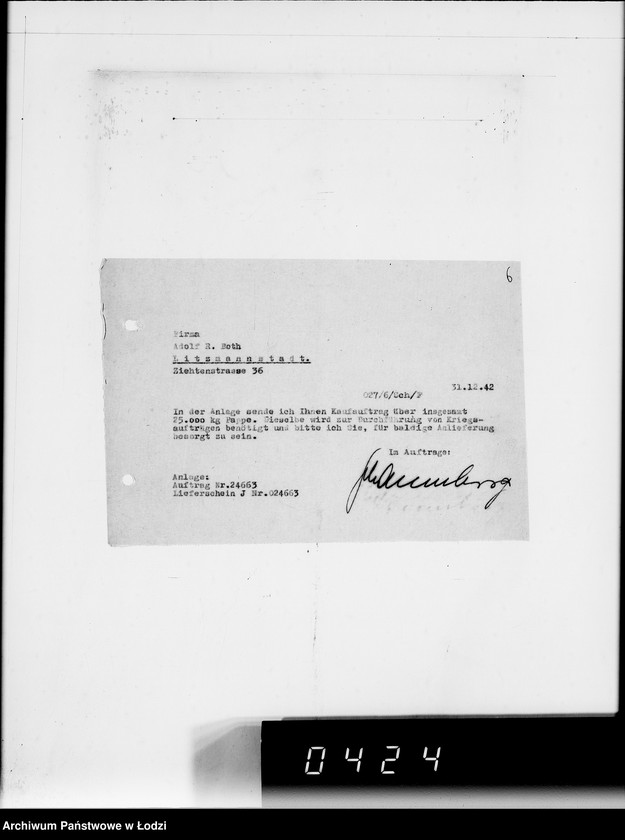 6
Firma
Adolf R. Roth
Litzmannstadt.
Ziehtenstrasse 36
31.12.42
027/6/Sch/F
In der Anlage sende ich Ihnen Kaufauftrag über insgesamt
25.000 kg Pappe. Dieselbe wird zur Durchführung von Kriegs-
aufträgen benötigt und bitte ich Sie, für baldige Anlieferung
besorgt zu sein.
Im Auftrage:
Anlage:
Auftrag Nr.24663
Lieferschein J Nr.024663
0424
Archiwum Państwowe w Łodzi